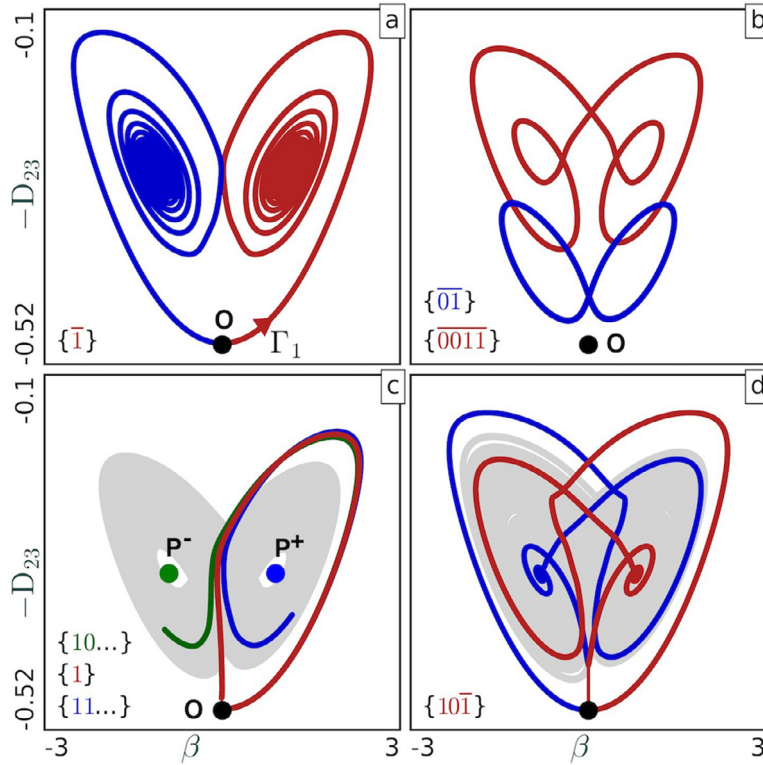 a
-0.1
-D₂₃
-0.52
O
Γ₁
{1̅}
b
{0̅1̅}
{0̅0̅1̅1̅}
O
c
-0.1
-D₂₃
-0.52
P⁻
P⁺
{10...}
{1}
{11...}
O
-3
β
3
d
{101̅}
-3
β
3